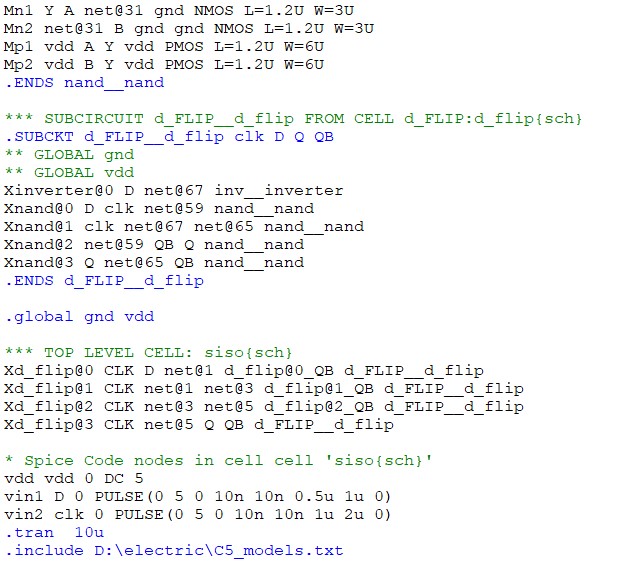 Mn1 Y A net@31 gnd NMOS L=1.2U W=3U
Mn2 net@31 B gnd gnd NMOS L=1.2U W=3U
Mp1 vdd A Y vdd PMOS L=1.2U W=6U
Mp2 vdd B Y vdd PMOS L=1.2U W=6U
.ENDS nand__nand

*** SUBCIRCUIT d_FLIP__d_flip FROM CELL d_FLIP:d_flip{sch}
.SUBCKT d_FLIP__d_flip clk D Q QB
** GLOBAL gnd
** GLOBAL vdd
Xinverter@0 D net@67 inv__inverter
Xnand@0 D clk net@59 nand__nand
Xnand@1 clk net@67 net@65 nand__nand
Xnand@2 net@59 QB Q nand__nand
Xnand@3 Q net@65 QB nand__nand
.ENDS d_FLIP__d_flip

.global gnd vdd

*** TOP LEVEL CELL: siso{sch}
Xd_flip@0 CLK D net@1 d_flip@0_QB d_FLIP__d_flip
Xd_flip@1 CLK net@1 net@3 d_flip@1_QB d_FLIP__d_flip
Xd_flip@2 CLK net@3 net@5 d_flip@2_QB d_FLIP__d_flip
Xd_flip@3 CLK net@5 Q QB d_FLIP__d_flip

* Spice Code nodes in cell cell 'siso{sch}'
vdd vdd 0 DC 5
vin1 D 0 PULSE(0 5 0 10n 10n 0.5u 1u 0)
vin2 clk 0 PULSE(0 5 0 10n 10n 1u 2u 0)
.tran  10u
.include D:\electric\C5_models.txt